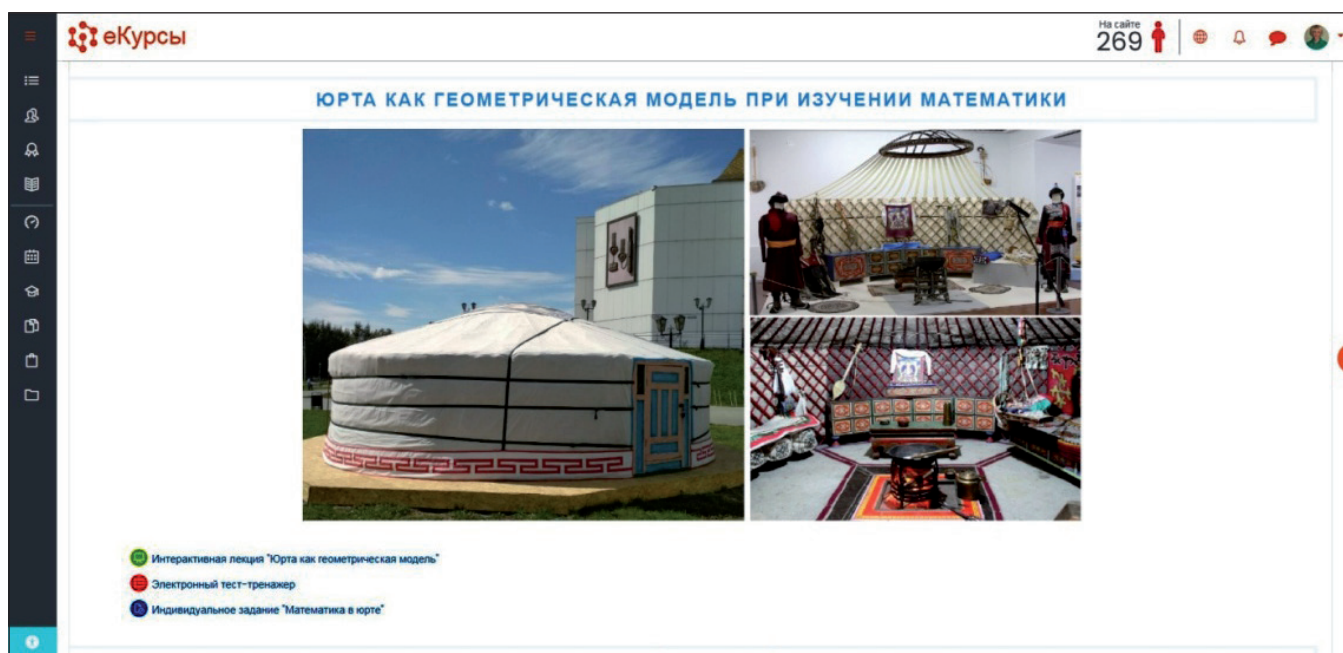 еКурсы
На сайте
269
ЮРТА КАК ГЕОМЕТРИЧЕСКАЯ МОДЕЛЬ ПРИ ИЗУЧЕНИИ МАТЕМАТИКИ
Интерактивная лекция "Юрта как геометрическая модель"
Электронный тест-тренажер
Индивидуальное задание "Математика в юрте"